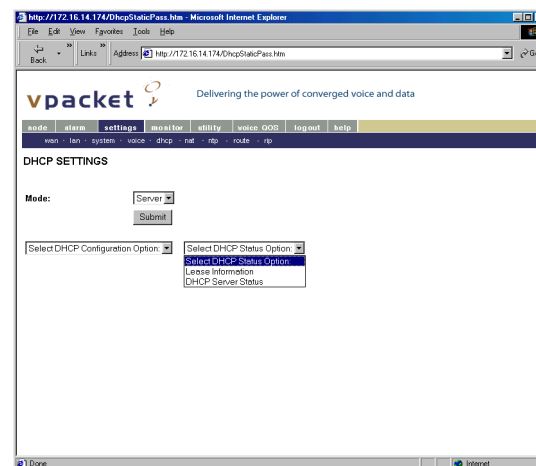 http://172.16.14.174/DhcpStaticPass.htm - Microsoft Internet Explorer
File Edit View Favorites Tools Help
Back » Links » Address http://172.16.14.174/DhcpStaticPass.htm
vpacket Delivering the power of converged voice and data
node alarm settings monitor utility voice QOS logout help
wan · lan · system · voice · dhcp · nat · ntp · route · rip
DHCP SETTINGS
Mode: Server
Submit
Select DHCP Configuration Option: Select DHCP Status Option:
Select DHCP Status Option:
Lease Information
DHCP Server Status
Done Internet